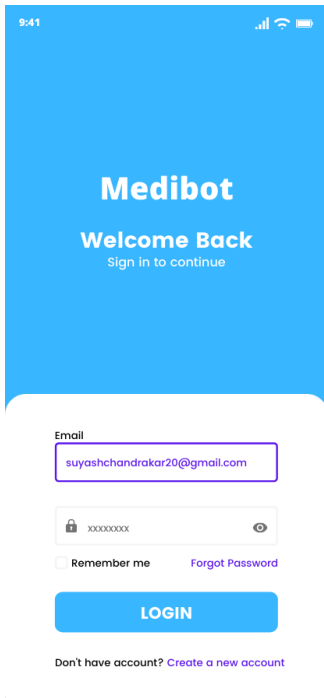 9:41
Medibot
Welcome Back
Sign in to continue
Email
suyashchandrakar20@gmail.com
xxxxxxxx
Remember me Forgot Password
LOGIN
Don't have account? Create a new account